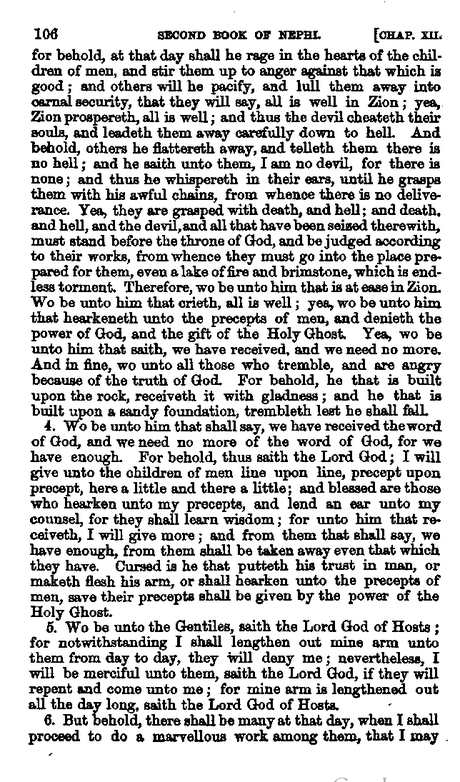 106 SECOND BOOK OF NEPHI. [CHAP. XII.
for behold, at that day shall he rage in the hearts of the chil-
dren of men, and stir them up to anger against that which is
good; and others will he pacify, and lull them away into
carnal security, that they will say, all is well in Zion; yea,
Zion prospereth, all is well; and thus the devil cheateth their
souls, and leadeth them away carefully down to hell. And
behold, others he flattereth away, and telleth them there is
no hell; and he saith unto them, I am no devil, for there is
none; and thus he whispereth in their ears, until he grasps
them with his awful chains, from whence there is no delive-
rance. Yea, they are grasped with death, and hell; and death,
and hell, and the devil, and all that have been seized therewith,
must stand before the throne of God, and be judged according
to their works, from whence they must go into the place pre-
pared for them, even a lake of fire and brimstone, which is end-
less torment. Therefore, wo be unto him that is at ease in Zion.
Wo be unto him that crieth, all is well; yea, wo be unto him
that hearkeneth unto the precepts of men, and denieth the
power of God, and the gift of the Holy Ghost. Yea, wo be
unto him that saith, we have received, and we need no more.
And in fine, wo unto all those who tremble, and are angry
because of the truth of God. For behold, he that is built
upon the rock, receiveth it with gladness; and he that is
built upon a sandy foundation, trembleth lest he shall fall.
4. Wo be unto him that shall say, we have received the word
of God, and we need no more of the word of God, for we
have enough. For behold, thus saith the Lord God; I will
give unto the children of men line upon line, precept upon
precept, here a little and there a little; and blessed are those
who hearken unto my precepts, and lend an ear unto my
counsel, for they shall learn wisdom; for unto him that re-
ceiveth, I will give more; and from them that shall say, we
have enough, from them shall be taken away even that which
they have. Cursed is he that putteth his trust in man, or
maketh flesh his arm, or shall hearken unto the precepts of
men, save their precepts shall be given by the power of the
Holy Ghost.
5. Wo be unto the Gentiles, saith the Lord God of Hosts;
for notwithstanding I shall lengthen out mine arm unto
them from day to day, they will deny me; nevertheless, I
will be merciful unto them, saith the Lord God, if they will
repent and come unto me; for mine arm is lengthened out
all the day long, saith the Lord God of Hosts.
6. But behold, there shall be many at that day, when I shall
proceed to do a marvellous work among them, that I may